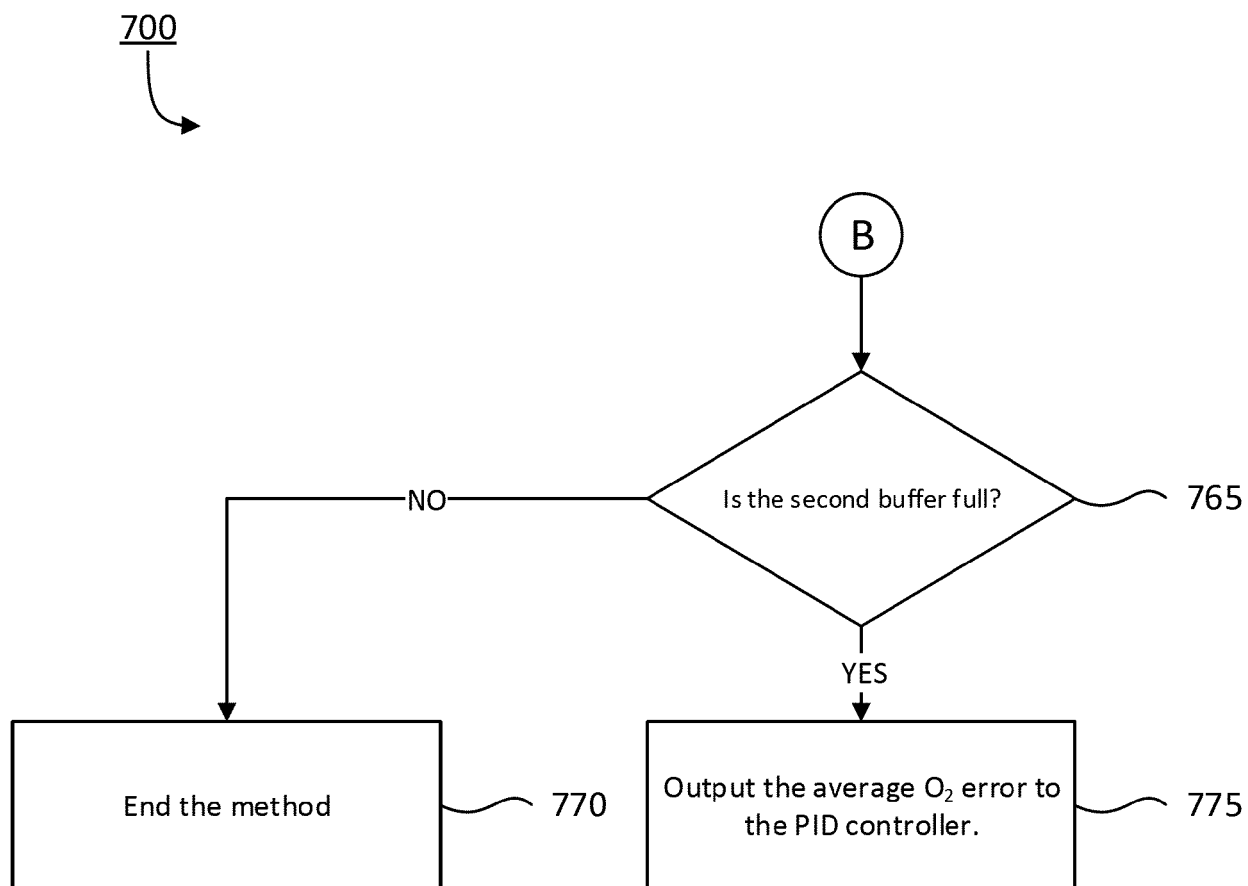 700
B
Is the second buffer full?
765
NO
YES
End the method
770
Output the average O₂ error to
the PID controller.
775